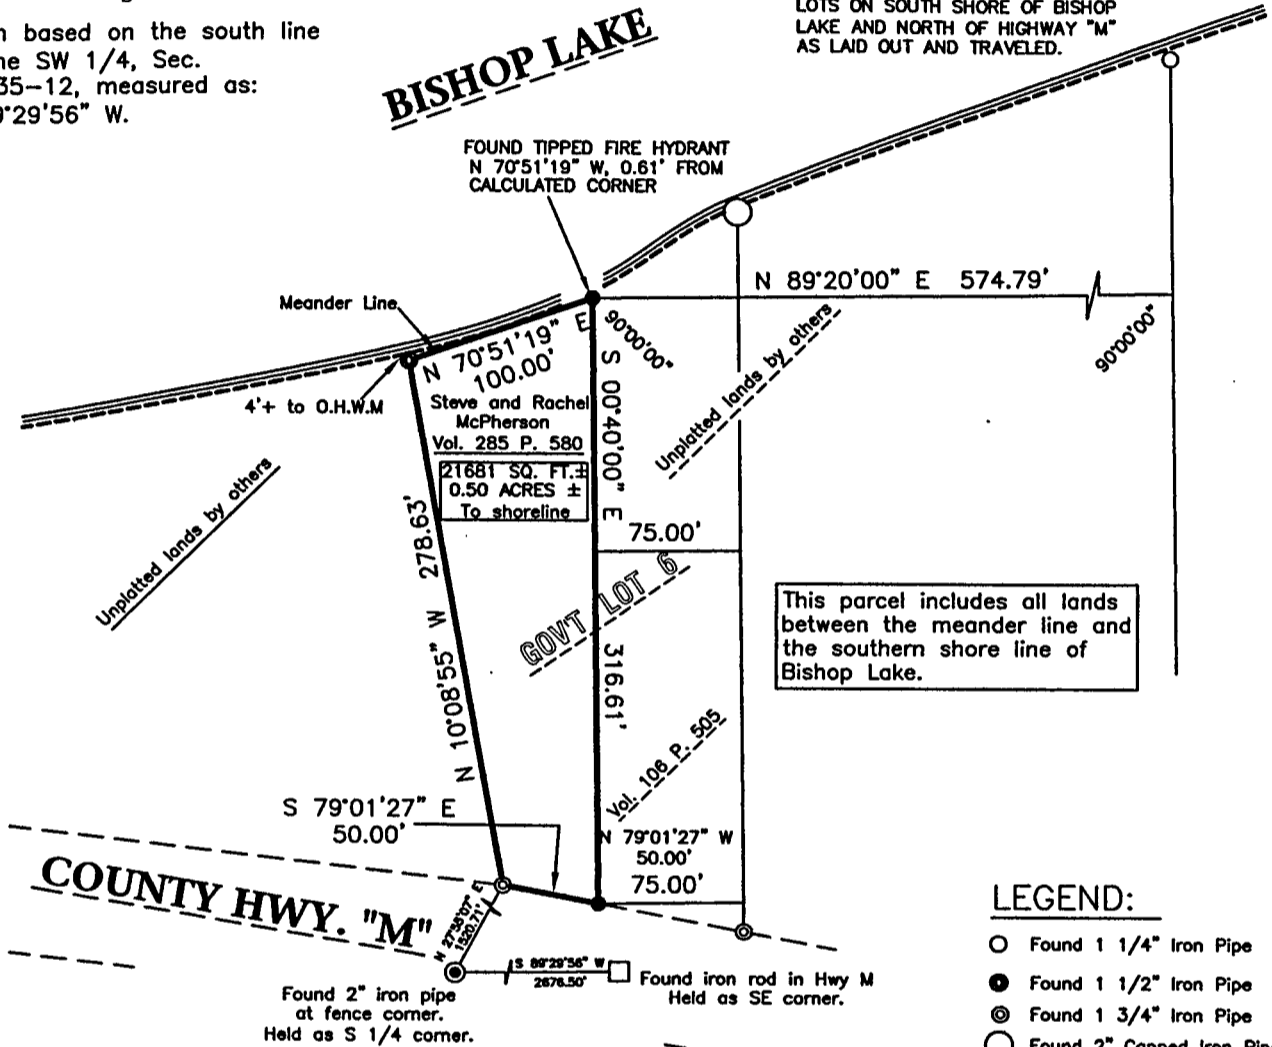 n based on the south line
SW 1/4, Sec.
35-12, measured as:
29'56" W.
BISHOP LAKE
LOTS ON SOUTH SHORE OF BISHOP
LAKE AND NORTH OF HIGHWAY "M"
AS LAID OUT AND TRAVELED.
FOUND TIPPED FIRE HYDRANT
N 70°51'19" W, 0.61' FROM
CALCULATED CORNER
Meander Line
4'+ to O.H.W.M
N 70°51'19" E
100.00'
Steve and Rachel
McPherson
Vol. 285 P. 580
21681 SQ. FT.±
0.50 ACRES ±
To shoreline
N 89°20'00" E 574.79'
90°00'00"
90°00'00"
Unplatted lands by others
Unplatted lands by others
S 00°40'00" E
316.61'
75.00'
GOV'T LOT 6
N 10°08'55" W 278.63'
This parcel includes all lands
between the meander line and
the southern shore line of
Bishop Lake.
Vol. 106 P. 505
S 79°01'27" E
50.00'
N 79°01'27" W
50.00'
75.00'
COUNTY HWY. "M"
1520.71'
S 89°29'56" W
2676.50'
Found 2" iron pipe
at fence corner.
Held as S 1/4 corner.
Found iron rod in Hwy M
Held as SE corner.
LEGEND:
Found 1 1/4" Iron Pipe
Found 1 1/2" Iron Pipe
Found 1 3/4" Iron Pipe
Found 2" Capped Iron Pipe